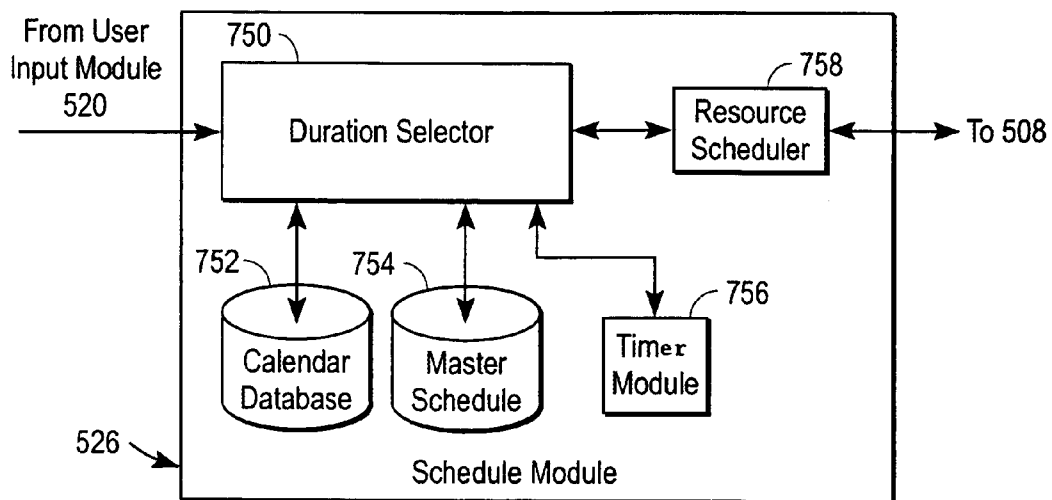 From User
Input Module
520
750
Duration Selector
758
Resource
Scheduler
To 508
752
Calendar
Database
754
Master
Schedule
756
Timer
Module
526
Schedule Module